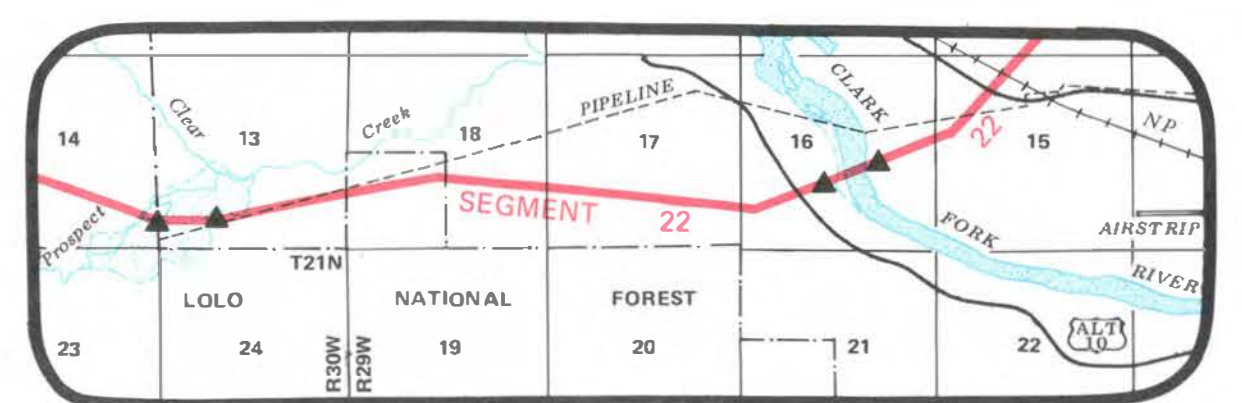 CLARK
PIPELINE
Clear
Creek
NP
14
13
18
17
16
22
15
SEGMENT
22
Prospect
FORK
AIRSTRIP
T21N
RIVER
LOLO
NATIONAL
FOREST
ALT
10
23
24
R30W
R29W
19
20
21
22